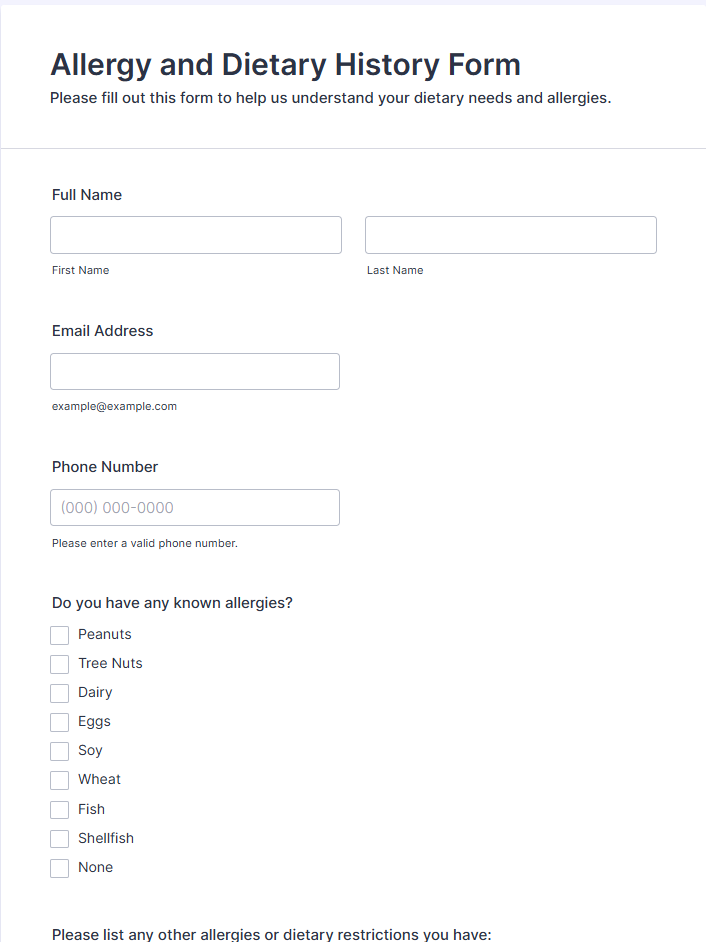 Allergy and Dietary History Form
Please fill out this form to help us understand your dietary needs and allergies.
Full Name
First Name
Last Name
Email Address
example@example.com
Phone Number
(000) 000-0000
Please enter a valid phone number.
Do you have any known allergies?
Peanuts
Tree Nuts
Dairy
Eggs
Soy
Wheat
Fish
Shellfish
None
Please list any other allergies or dietary restrictions you have: